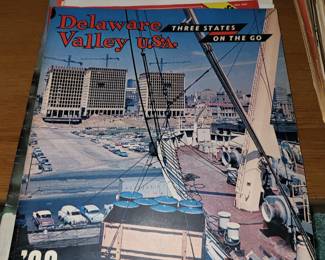 Delaware
Valley U.S.A.
THREE STATES
ON THE GO